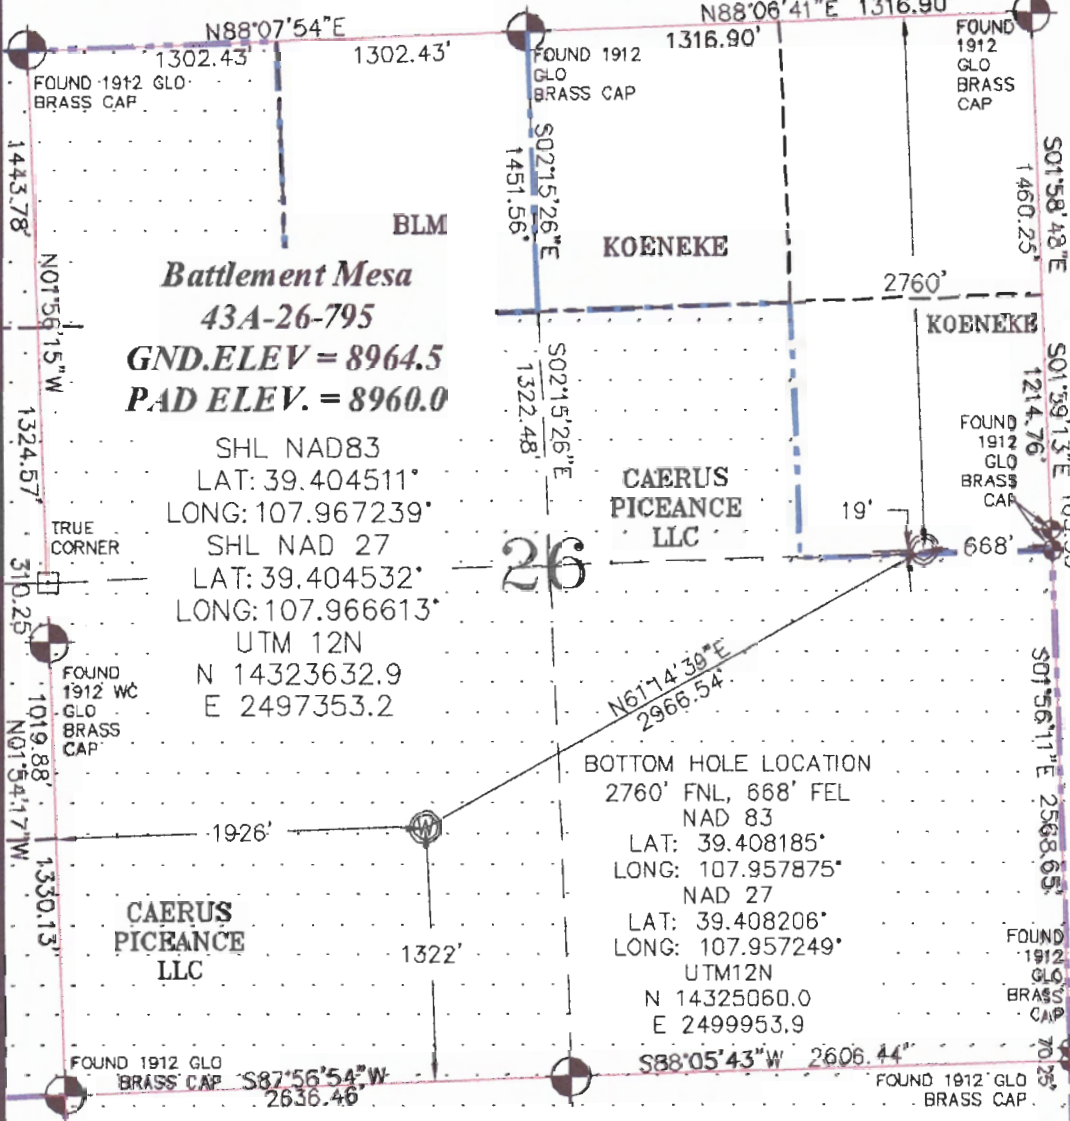 N88°07'54"E
1302.43'
1302.43'
N88°06'41"E 1316.90'
1316.90'
FOUND 1912 GLO
BRASS CAP
FOUND 1912
GLO
BRASS CAP
FOUND
1912
GLO
BRASS
CAP
1443.78'
S02°15'26"E
1451.56'
S01°58'48"E
1460.25'
BLM
KOENEKE
Battlement Mesa
43A-26-795
GND.ELEV = 8964.5
PAD ELEV. = 8960.0
N01°56'15"W
2760'
KOENEKE
S02°15'26"E
1322.48'
S01°59'13"E
1214.76'
1324.57'
SHL NAD83
LAT: 39.404511°
LONG: 107.967239°
SHL NAD 27
LAT: 39.404532°
LONG: 107.966613°
UTM 12N
N 14323632.9
E 2497353.2
CAERUS
PICEANCE
LLC
FOUND
1912
GLO
BRASS
CAP
19'
668'
TRUE
CORNER
26
310.25'
FOUND
1912 WC
GLO
BRASS
CAP
N61°14'39"E
2966.54'
S01°56'11"E 2568.65'
1019.88'
N01°54'17"W
BOTTOM HOLE LOCATION
2760' FNL, 668' FEL
NAD 83
LAT: 39.408185°
LONG: 107.957875°
NAD 27
LAT: 39.408206°
LONG: 107.957249°
UTM12N
N 14325060.0
E 2499953.9
1926'
W
1330.13'
CAERUS
PICEANCE
LLC
1322'
FOUND
1912
GLO
BRASS
CAP
70.25'
FOUND 1912 GLO
BRASS CAP
S87°56'54"W
2636.46
S88°05'43"W 2606.44'
FOUND 1912 GLO
BRASS CAP